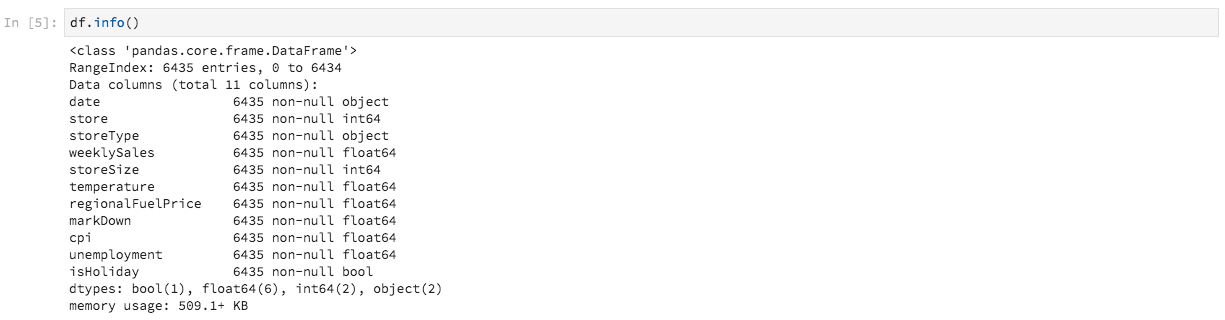 In [5]: df.info()
<class 'pandas.core.frame.DataFrame'>
RangeIndex: 6435 entries, 0 to 6434
Data columns (total 11 columns):
date                 6435 non-null object
store                6435 non-null int64
storeType            6435 non-null object
weeklySales          6435 non-null float64
storeSize            6435 non-null int64
temperature          6435 non-null float64
regionalFuelPrice    6435 non-null float64
markDown             6435 non-null float64
cpi                  6435 non-null float64
unemployment         6435 non-null float64
isHoliday            6435 non-null bool
dtypes: bool(1), float64(6), int64(2), object(2)
memory usage: 509.1+ KB